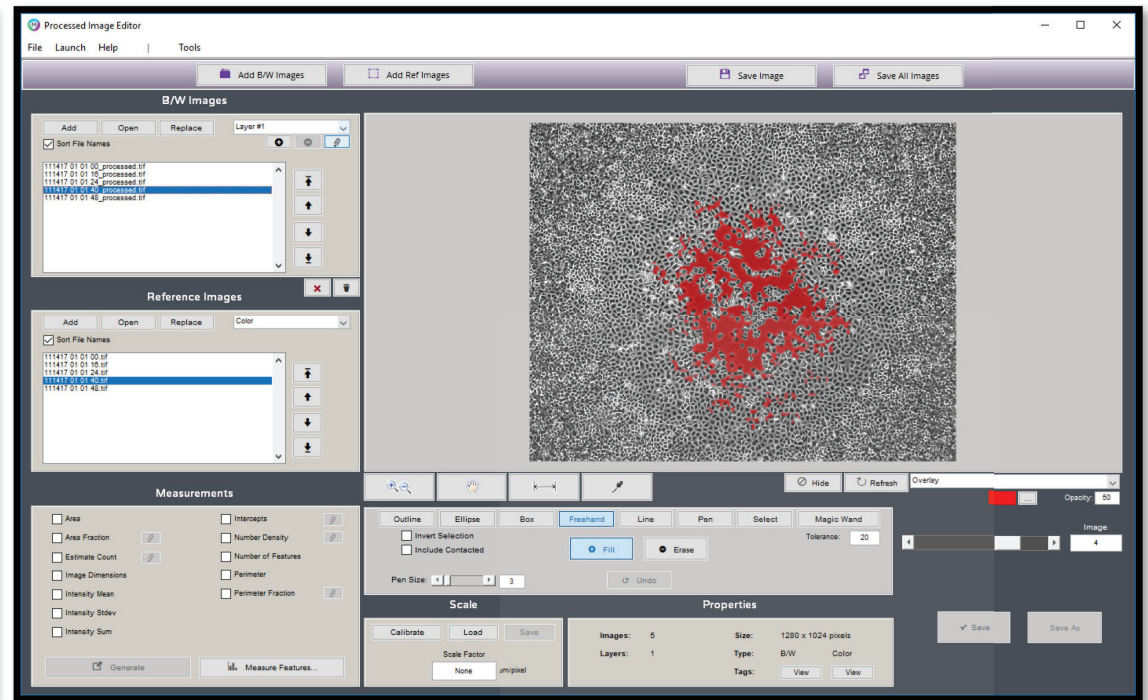 Processed Image Editor
File Launch Help | Tools
Add B/W Images Add Ref Images Save Image Save All Images
B/W Images
Add Open Replace Layer #1
Sort File Names
111417 01 01 00_processed.tif
111417 01 01 16_processed.tif
111417 01 01 24_processed.tif
111417 01 01 40_processed.tif
111417 01 01 48_processed.tif
Reference Images
Add Open Replace Color
Sort File Names
111417 01 01 00.tif
111417 01 01 16.tif
111417 01 01 24.tif
111417 01 01 40.tif
111417 01 01 48.tif
Hide Refresh Overlay
Opacity: 50
Image
4
Outline Ellipse Box Freehand Line Pen Select Magic Wand
Invert Selection
Include Contacted
Fill Erase
Tolerance: 20
Pen Size: 3
Undo
Measurements
Area
Area Fraction
Estimate Count
Image Dimensions
Intensity Mean
Intensity Stdev
Intensity Sum
Intercepts
Number Density
Number of Features
Perimeter
Perimeter Fraction
Generate Measure Features...
Scale
Calibrate Load Save
Scale Factor
None um/pixel
Properties
Images: 5 Size: 1280 x 1024 pixels
Layers: 1 Type: B/W Color
Tags: View View
Save Save As